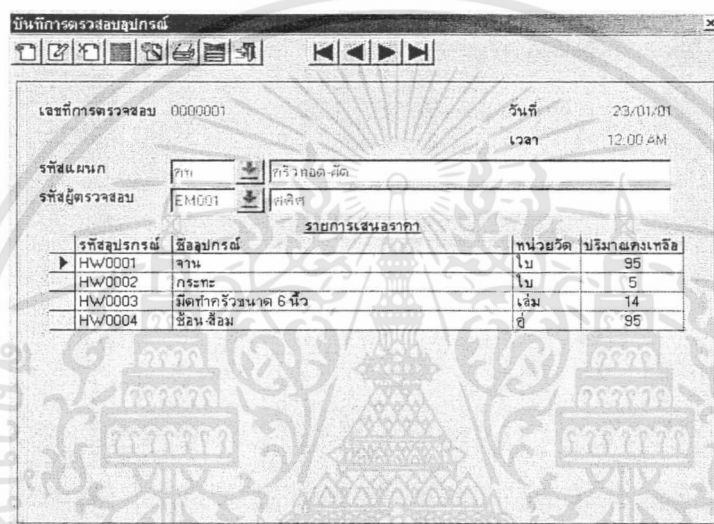 บันทึการตรวสอบอุปกรณ์
เลขที่การตรวจสอบ 0000001 วันที่ 23/01/01
เวลา 12:00 AM
รหัสแผนก ครัวทอด-ผัด
รหัสผู้ตรวจสอบ EM001
รายการเสนอราคา
รหัสอุปรกรณ์ ชื่ออุปกรณ์ หน่วยวัด ปริมาณคงเหลือ
HW0001 จาน ใบ 95
HW0002 กระทะ ใบ 5
HW0003 มีดทำครัวขนาด 6 นิ้ว เล่ม 14
HW0004 ช้อน-ส้อม คู่ 95